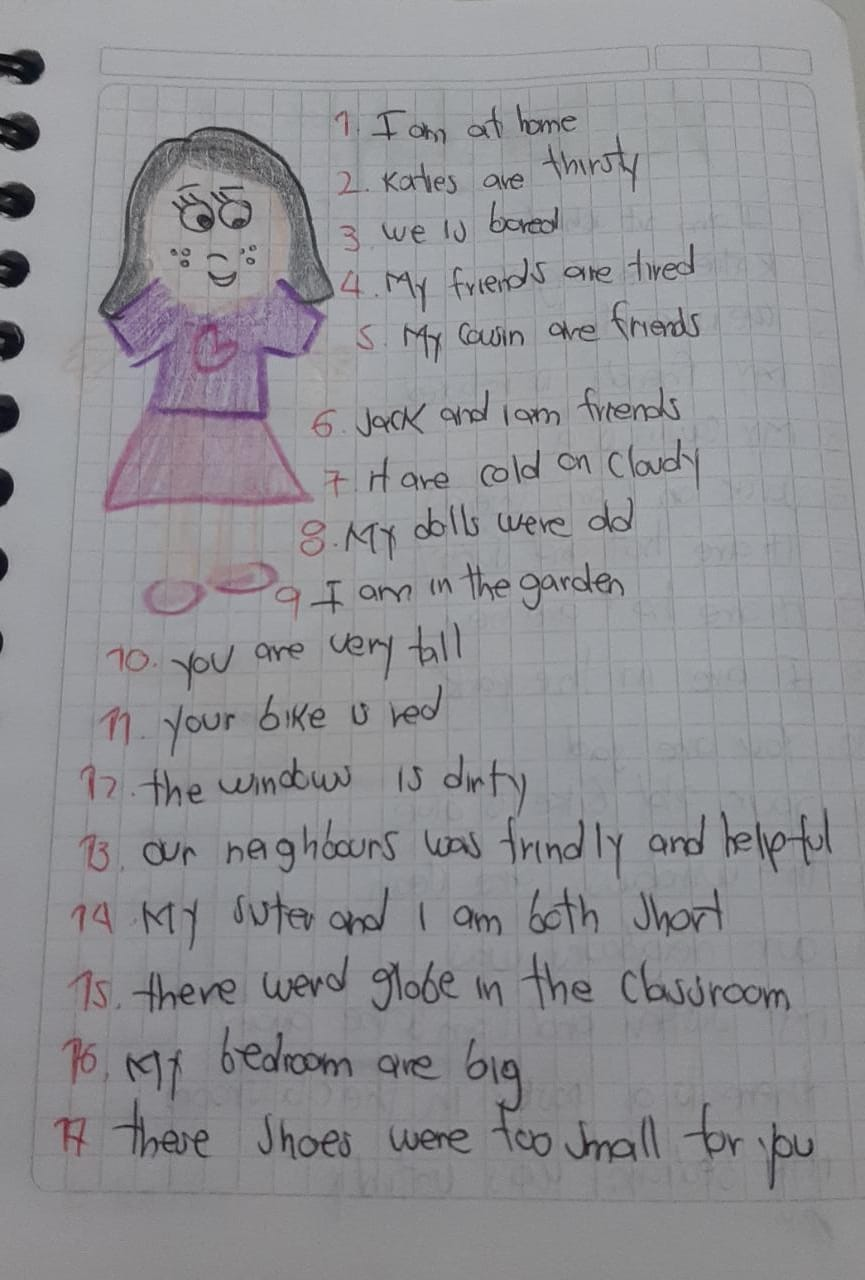 1. I am at home
2. Katies are thirsty
3 we is bored
4. My friends are tired
5. My cousin are friends
6. Jack and I am friends
7 It are cold on cloudy
8. My dolls were old
9 I am in the garden
10. you are very tall
11. your bike is red
12. the windows is dirty
13. our neighbours was frindly and helpful
14 My sister and I am both short
15. there werd globe in the classroom
16. My bedroom are big
17 these shoes were too small for you